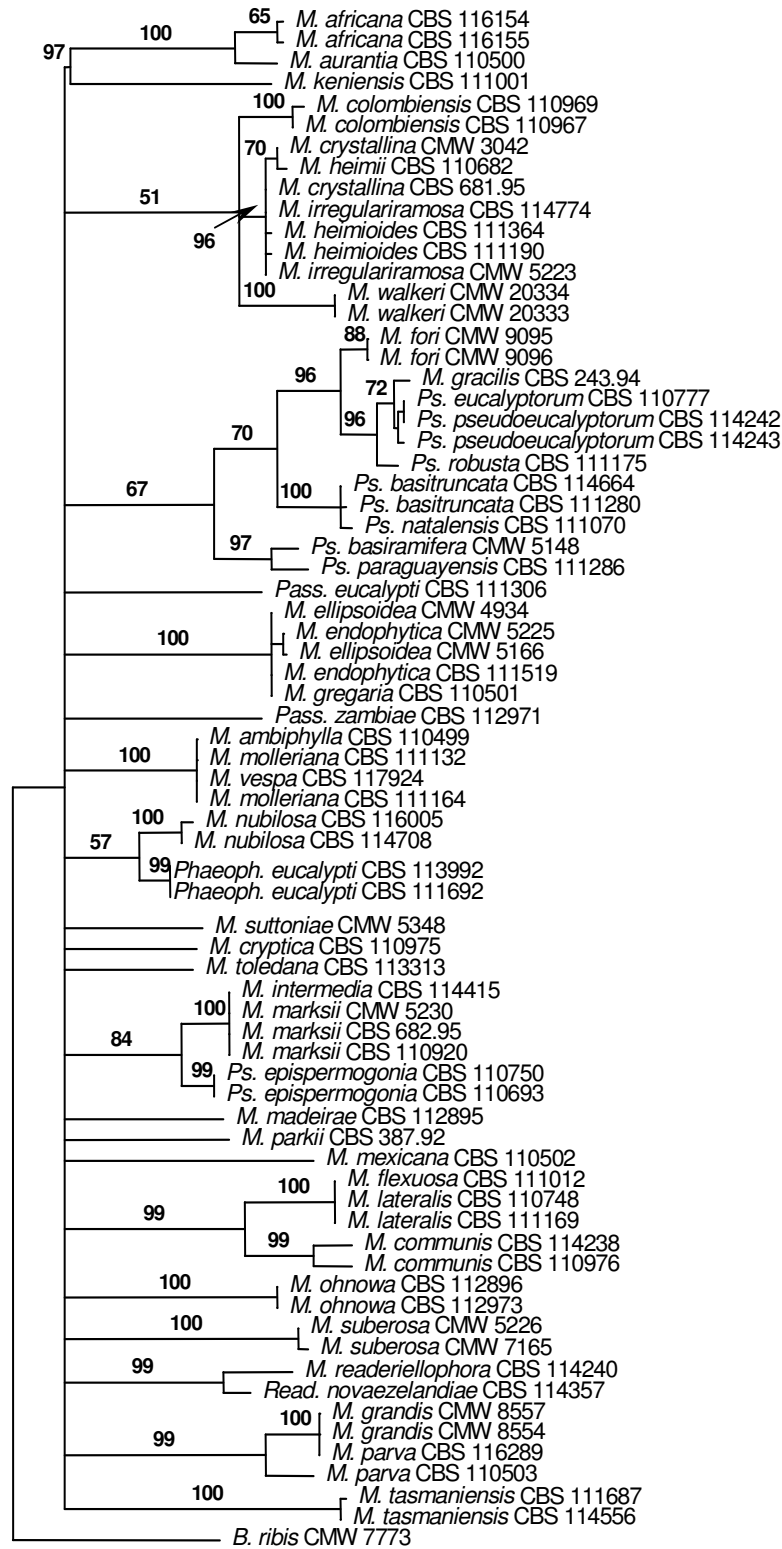 65
M. africana CBS 116154
100
M. africana CBS 116155
97
M. aurantia CBS 110500
M. keniensis CBS 111001
100
M. colombiensis CBS 110969
M. colombiensis CBS 110967
70
M. crystallina CMW 3042
M. heimii CBS 110682
51
M. crystallina CBS 681.95
M. irregulariramosa CBS 114774
96
M. heimioides CBS 111364
M. heimioides CBS 111190
M. irregulariramosa CMW 5223
100
M. walkeri CMW 20334
M. walkeri CMW 20333
88
M. fori CMW 9095
M. fori CMW 9096
96
72
M. gracilis CBS 243.94
Ps. eucalyptorum CBS 110777
96
Ps. pseudoeucalyptorum CBS 114242
70
Ps. pseudoeucalyptorum CBS 114243
Ps. robusta CBS 111175
67
100
Ps. basitruncata CBS 114664
Ps. basitruncata CBS 111280
Ps. natalensis CBS 111070
97
Ps. basiramifera CMW 5148
Ps. paraguayensis CBS 111286
Pass. eucalypti CBS 111306
M. ellipsoidea CMW 4934
100
M. endophytica CMW 5225
M. ellipsoidea CMW 5166
M. endophytica CBS 111519
M. gregaria CBS 110501
Pass. zambiae CBS 112971
M. ambiphylla CBS 110499
100
M. molleriana CBS 111132
M. vespa CBS 117924
M. molleriana CBS 111164
100
M. nubilosa CBS 116005
57
M. nubilosa CBS 114708
99
Phaeoph. eucalypti CBS 113992
Phaeoph. eucalypti CBS 111692
M. suttoniae CMW 5348
M. cryptica CBS 110975
M. toledana CBS 113313
M. intermedia CBS 114415
100
M. marksii CMW 5230
84
M. marksii CBS 682.95
M. marksii CBS 110920
99
Ps. epispermogonia CBS 110750
Ps. epispermogonia CBS 110693
M. madeirae CBS 112895
M. parkii CBS 387.92
M. mexicana CBS 110502
M. flexuosa CBS 111012
100
M. lateralis CBS 110748
99
M. lateralis CBS 111169
99
M. communis CBS 114238
M. communis CBS 110976
100
M. ohnowa CBS 112896
M. ohnowa CBS 112973
100
M. suberosa CMW 5226
M. suberosa CMW 7165
99
M. readeriellophora CBS 114240
Read. novaezelandiae CBS 114357
100
M. grandis CMW 8557
M. grandis CMW 8554
99
M. parva CBS 116289
M. parva CBS 110503
100
M. tasmaniensis CBS 111687
M. tasmaniensis CBS 114556
B. ribis CMW 7773